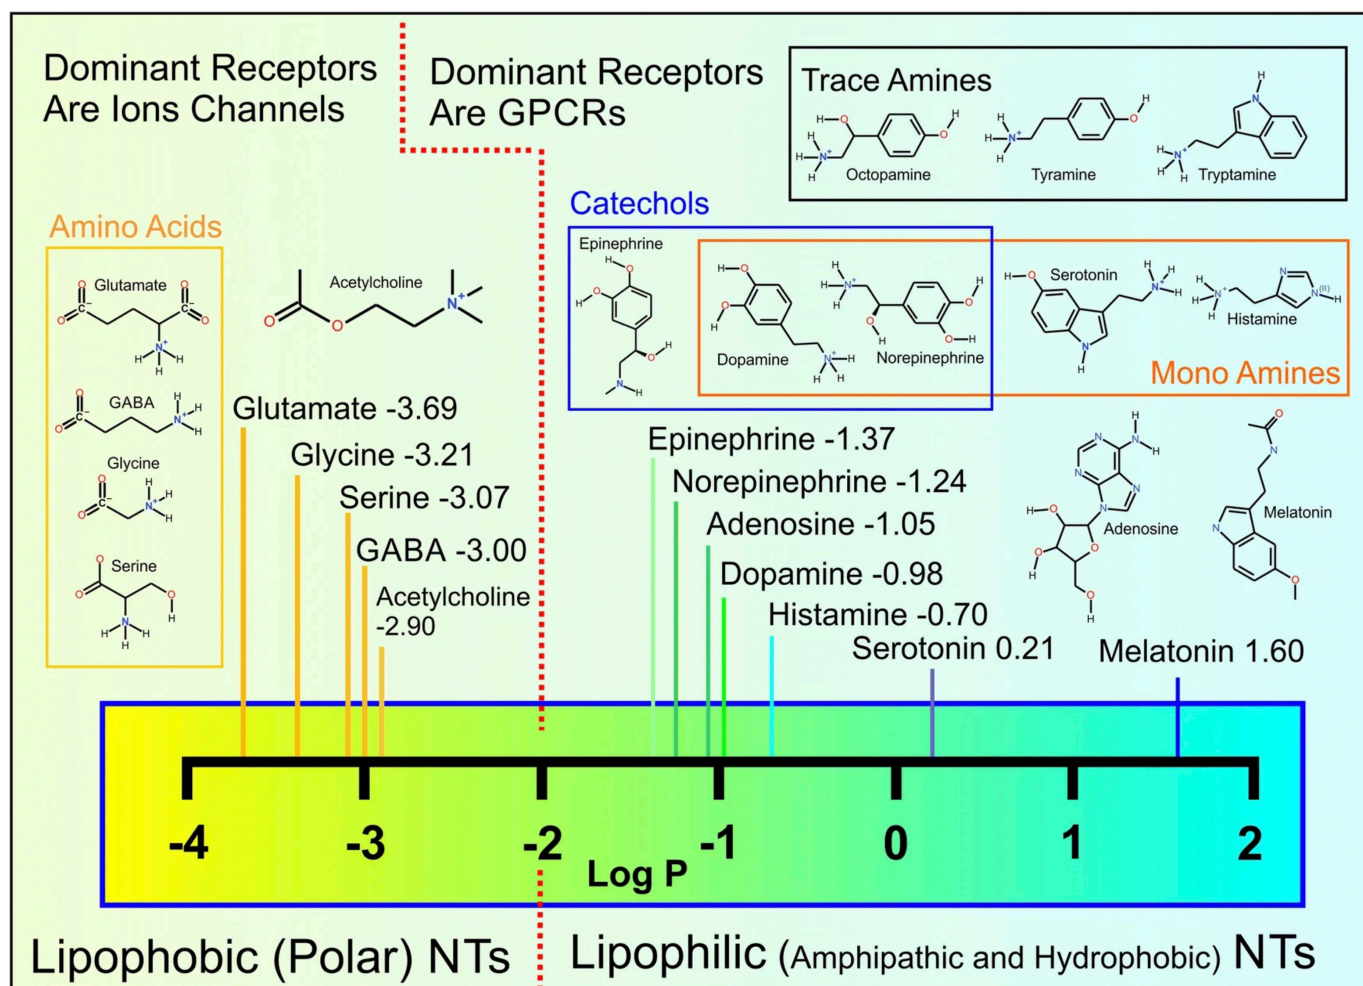 Dominant Receptors
Are Ions Channels
Dominant Receptors
Are GPCRs
Trace Amines
Octopamine
Tyramine
Tryptamine
Amino Acids
Glutamate
GABA
Glycine
Serine
Acetylcholine
Catechols
Epinephrine
Dopamine
Norepinephrine
Serotonin
Histamine
Mono Amines
Adenosine
Melatonin
Glutamate -3.69
Glycine -3.21
Serine -3.07
GABA -3.00
Acetylcholine
-2.90
Epinephrine -1.37
Norepinephrine -1.24
Adenosine -1.05
Dopamine -0.98
Histamine -0.70
Serotonin 0.21
Melatonin 1.60
-4 -3 -2 -1 0 1 2
Log P
Lipophobic (Polar) NTs
Lipophilic (Amphipathic and Hydrophobic) NTs